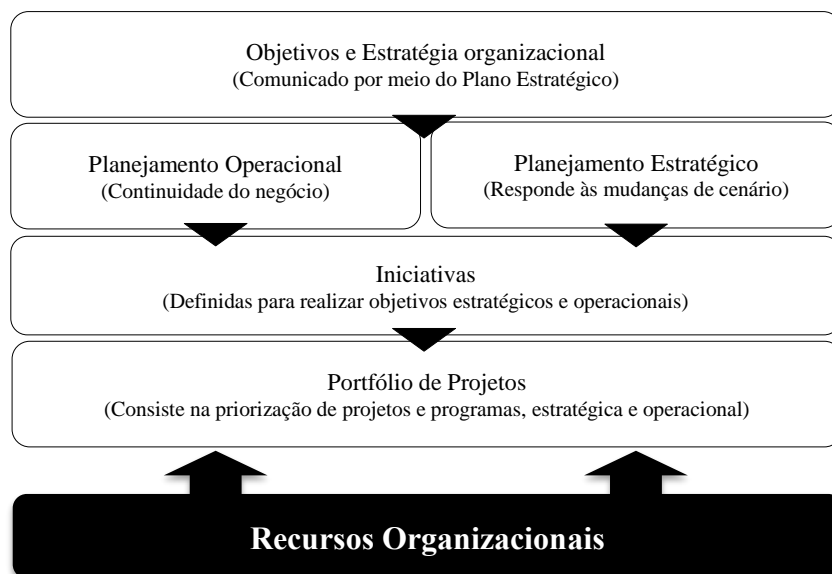 Objetivos e Estratégia organizacional
(Comunicado por meio do Plano Estratégico)
Planejamento Operacional
(Continuidade do negócio)
Planejamento Estratégico
(Responde às mudanças de cenário)
Iniciativas
(Definidas para realizar objetivos estratégicos e operacionais)
Portfólio de Projetos
(Consiste na priorização de projetos e programas, estratégica e operacional)
Recursos Organizacionais